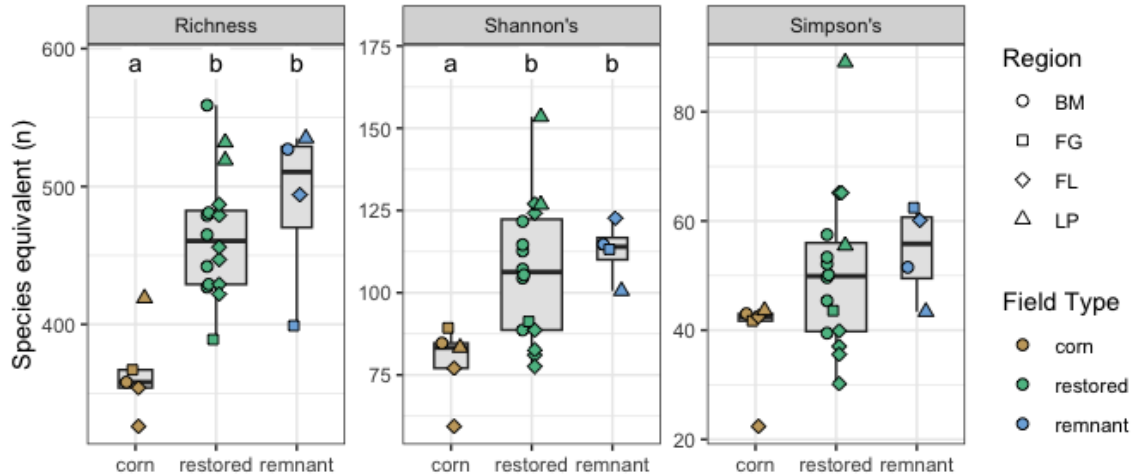 Richness
Shannon's
Simpson's
Species equivalent (n)
600
500
400
a
b
b
corn
restored
remnant
175
150
125
100
75
a
b
b
corn
restored
remnant
80
60
40
20
corn
restored
remnant
Region
BM
FG
FL
LP
Field Type
corn
restored
remnant